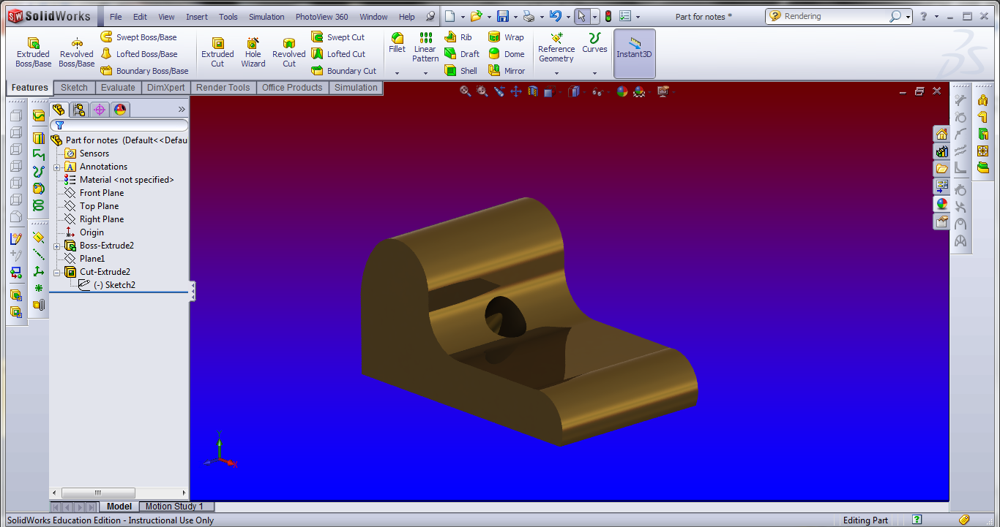 SolidWorks File Edit View Insert Tools Simulation PhotoView 360 Window Help Part for notes * Rendering
Extruded Boss/Base
Revolved Boss/Base
Swept Boss/Base
Lofted Boss/Base
Boundary Boss/Base
Extruded Cut
Hole Wizard
Revolved Cut
Swept Cut
Lofted Cut
Boundary Cut
Fillet
Linear Pattern
Rib
Draft
Shell
Wrap
Dome
Mirror
Reference Geometry
Curves
Instant3D
Features Sketch Evaluate DimXpert Render Tools Office Products Simulation
Part for notes (Default<<Defau
Sensors
Annotations
Material <not specified>
Front Plane
Top Plane
Right Plane
Origin
Boss-Extrude2
Plane1
Cut-Extrude2
(-) Sketch2
Y
X
Model Motion Study 1
SolidWorks Education Edition - Instructional Use Only Editing Part